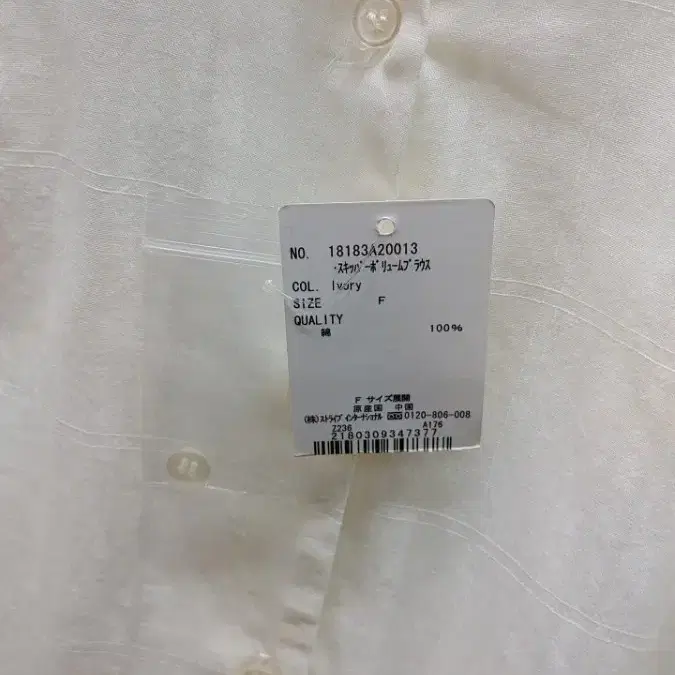 NO. 18183A20013
・ｽｷｯﾊﾟｰﾎﾞﾘｭｰﾑﾌﾞﾗｳｽ
COL. Ivory
SIZE F
QUALITY
綿 100%
F サイズ展開
原産国 中国
(株)ｽﾄﾗｲﾌﾟｲﾝﾀｰﾅｼｮﾅﾙ 0120-806-008
Z236 A176
2180309347377